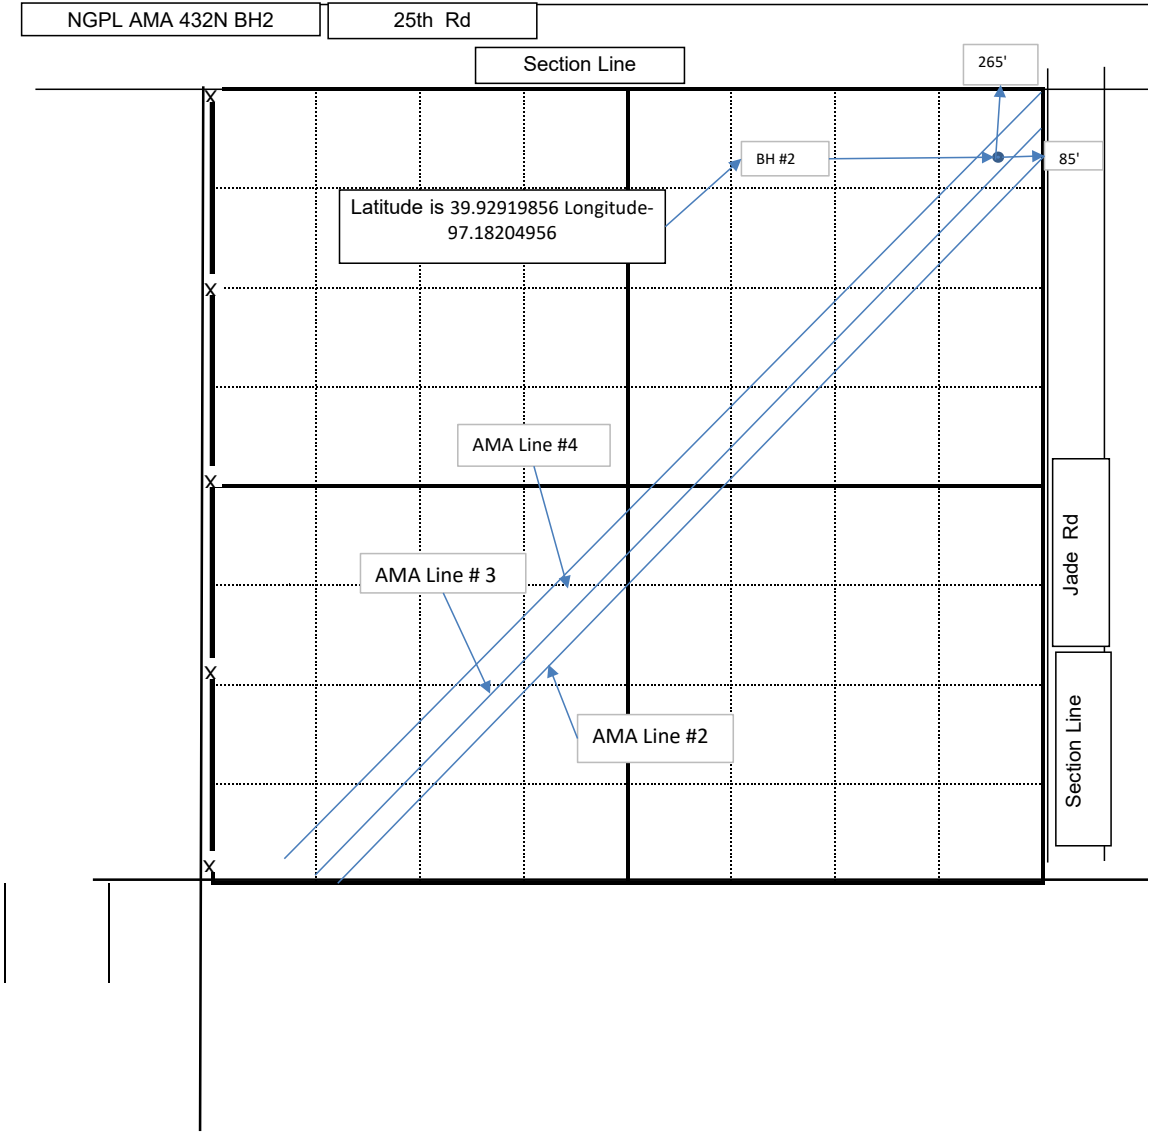 NGPL AMA 432N BH2
25th Rd
Section Line
265'
X
BH #2
85'
Latitude is 39.92919856 Longitude-
97.18204956
X
AMA Line #4
X
Jade Rd
AMA Line # 3
X
Section Line
AMA Line #2
X